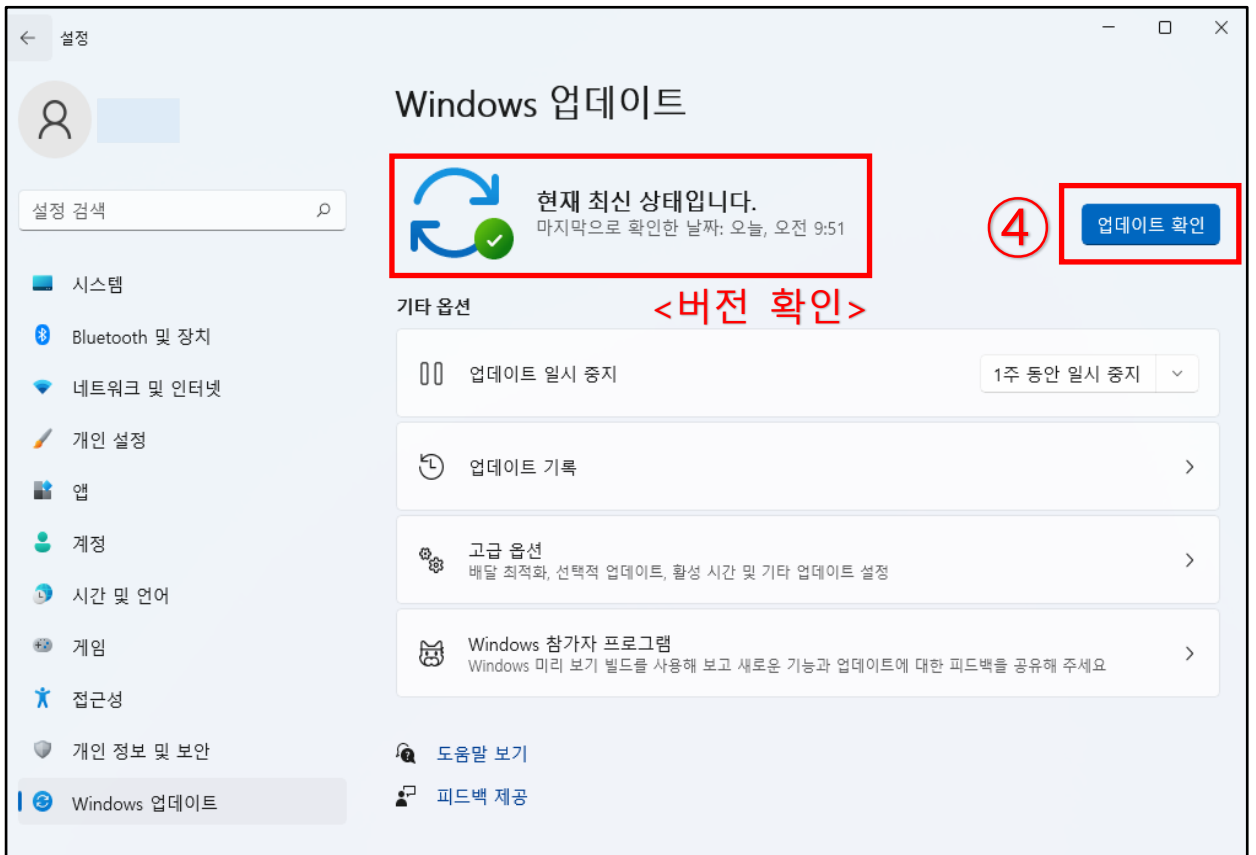 설정
Windows 업데이트
현재 최신 상태입니다.
마지막으로 확인한 날짜: 오늘, 오전 9:51
④
업데이트 확인
<버전 확인>
설정 검색
시스템
Bluetooth 및 장치
네트워크 및 인터넷
개인 설정
앱
계정
시간 및 언어
게임
접근성
개인 정보 및 보안
Windows 업데이트
기타 옵션
업데이트 일시 중지
1주 동안 일시 중지
업데이트 기록
고급 옵션
배달 최적화, 선택적 업데이트, 활성 시간 및 기타 업데이트 설정
Windows 참가자 프로그램
Windows 미리 보기 빌드를 사용해 보고 새로운 기능과 업데이트에 대한 피드백을 공유해 주세요
도움말 보기
피드백 제공